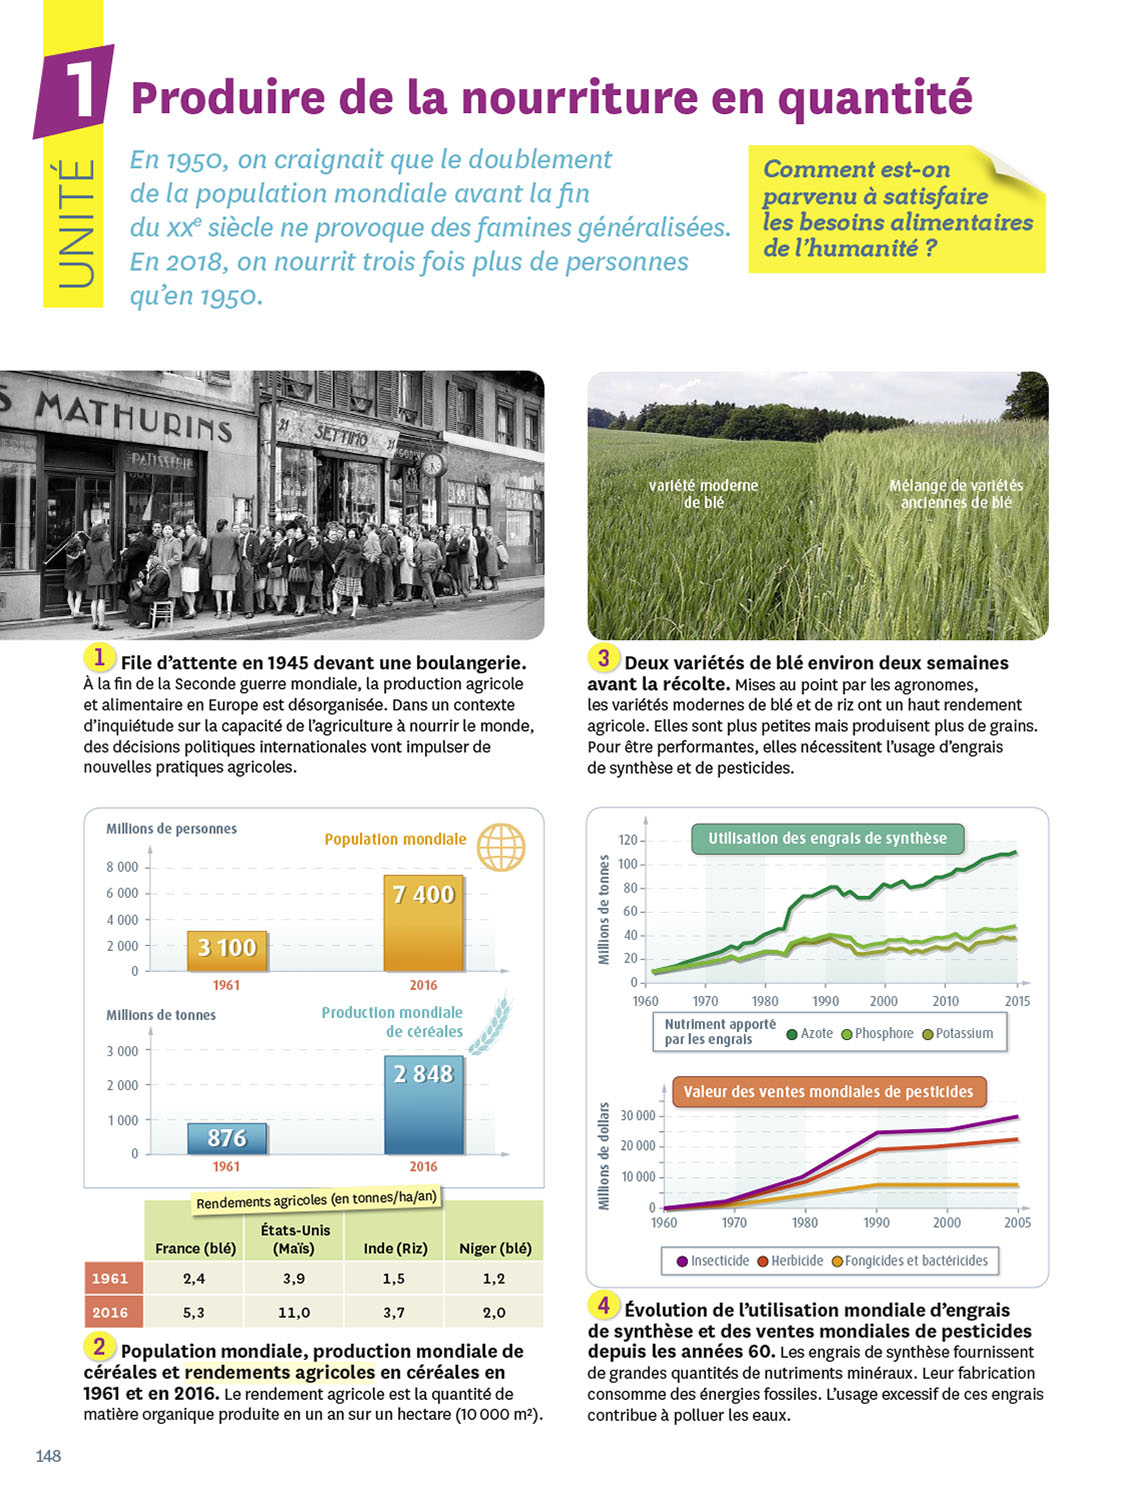 1
UNITÉ
Produire de la nourriture en quantité
En 1950, on craignait que le doublement
de la population mondiale avant la fin
du XXe siècle ne provoque des famines généralisées.
En 2018, on nourrit trois fois plus de personnes
qu'en 1950.
Comment est-on
parvenu à satisfaire
les besoins alimentaires
de l'humanité ?
S MATHURINS
PATISSERIE
21 SETTIMO 21
1 File d'attente en 1945 devant une boulangerie.
À la fin de la Seconde guerre mondiale, la production agricole
et alimentaire en Europe est désorganisée. Dans un contexte
d'inquiétude sur la capacité de l'agriculture à nourrir le monde,
des décisions politiques internationales vont impulser de
nouvelles pratiques agricoles.
variété moderne
de blé
Mélange de variétés
anciennes de blé
3 Deux variétés de blé environ deux semaines
avant la récolte. Mises au point par les agronomes,
les variétés modernes de blé et de riz ont un haut rendement
agricole. Elles sont plus petites mais produisent plus de grains.
Pour être performantes, elles nécessitent l'usage d'engrais
de synthèse et de pesticides.
Millions de personnes
Population mondiale
8 000
6 000
4 000
2 000
0
3 100
7 400
1961
2016
Millions de tonnes
Production mondiale
de céréales
3 000
2 000
1 000
0
876
2 848
1961
2016
Rendements agricoles (en tonnes/ha/an)
France (blé) États-Unis (Maïs) Inde (Riz) Niger (blé)
1961 2,4 3,9 1,5 1,2
2016 5,3 11,0 3,7 2,0
2 Population mondiale, production mondiale de
céréales et rendements agricoles en céréales en
1961 et en 2016. Le rendement agricole est la quantité de
matière organique produite en un an sur un hectare (10 000 m²).
Utilisation des engrais de synthèse
Millions de tonnes
120
100
80
60
40
20
0
1960 1970 1980 1990 2000 2010 2015
Nutriment apporté
par les engrais
Azote Phosphore Potassium
Valeur des ventes mondiales de pesticides
Millions de dollars
30 000
20 000
10 000
0
1960 1970 1980 1990 2000 2005
Insecticide Herbicide Fongicides et bactéricides
4 Évolution de l'utilisation mondiale d'engrais
de synthèse et des ventes mondiales de pesticides
depuis les années 60. Les engrais de synthèse fournissent
de grandes quantités de nutriments minéraux. Leur fabrication
consomme des énergies fossiles. L'usage excessif de ces engrais
contribue à polluer les eaux.
148